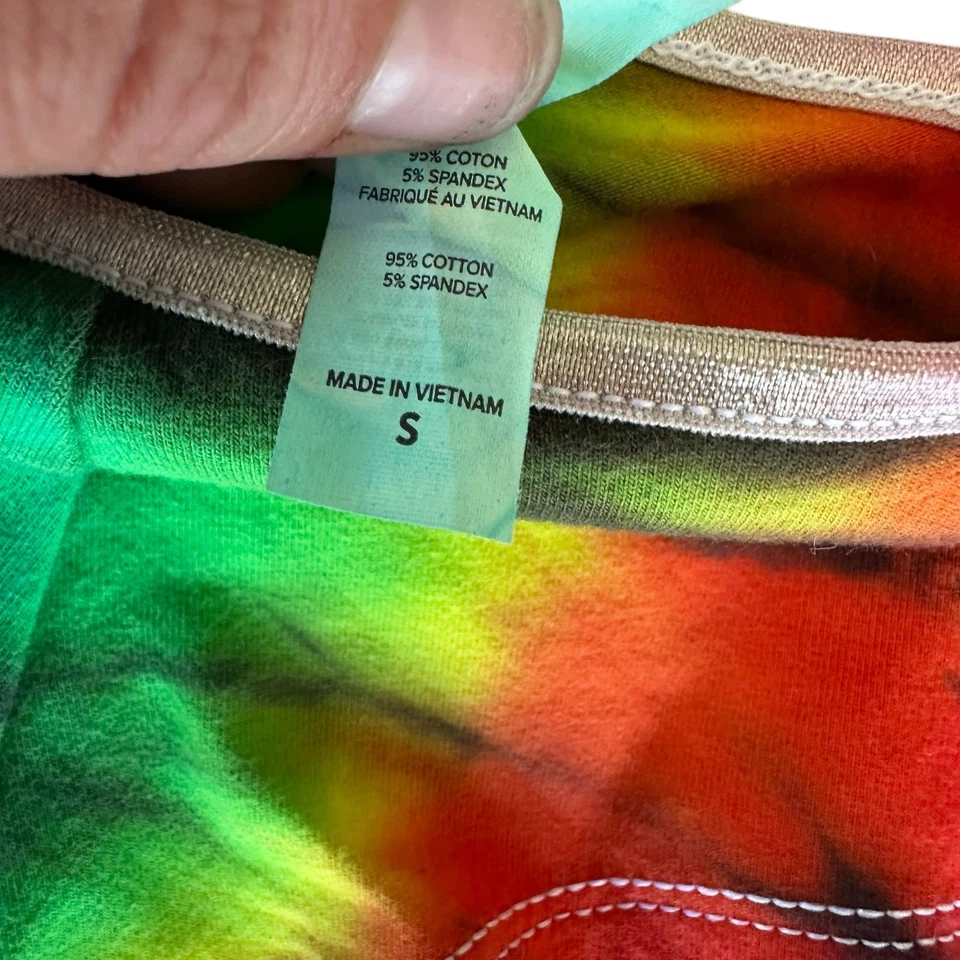 95% COTON
5% SPANDEX
FABRIQUÉ AU VIETNAM
95% COTTON
5% SPANDEX
MADE IN VIETNAM
S